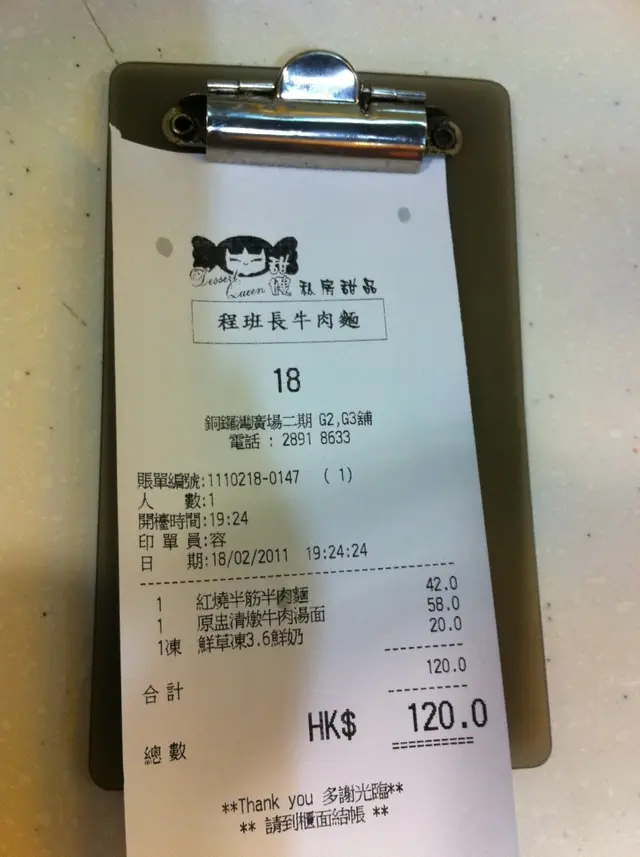 Dessert 甜
Queen 饞 私房甜品
程班長牛肉麵
18
銅鑼灣廣場二期 G2,G3舖
電話 : 2891 8633
賬單編號:1110218-0147 ( 1)
人 數:1
開檯時間:19:24
印 單 員:容
日 期:18/02/2011 19:24:24
1 紅燒半筋半肉麵 42.0
1 原盅清燉牛肉湯面 58.0
1凍 鮮草凍3.6鮮奶 20.0
合 計 120.0
總 數 HK$ 120.0
**Thank you 多謝光臨**
** 請到櫃面結帳 **